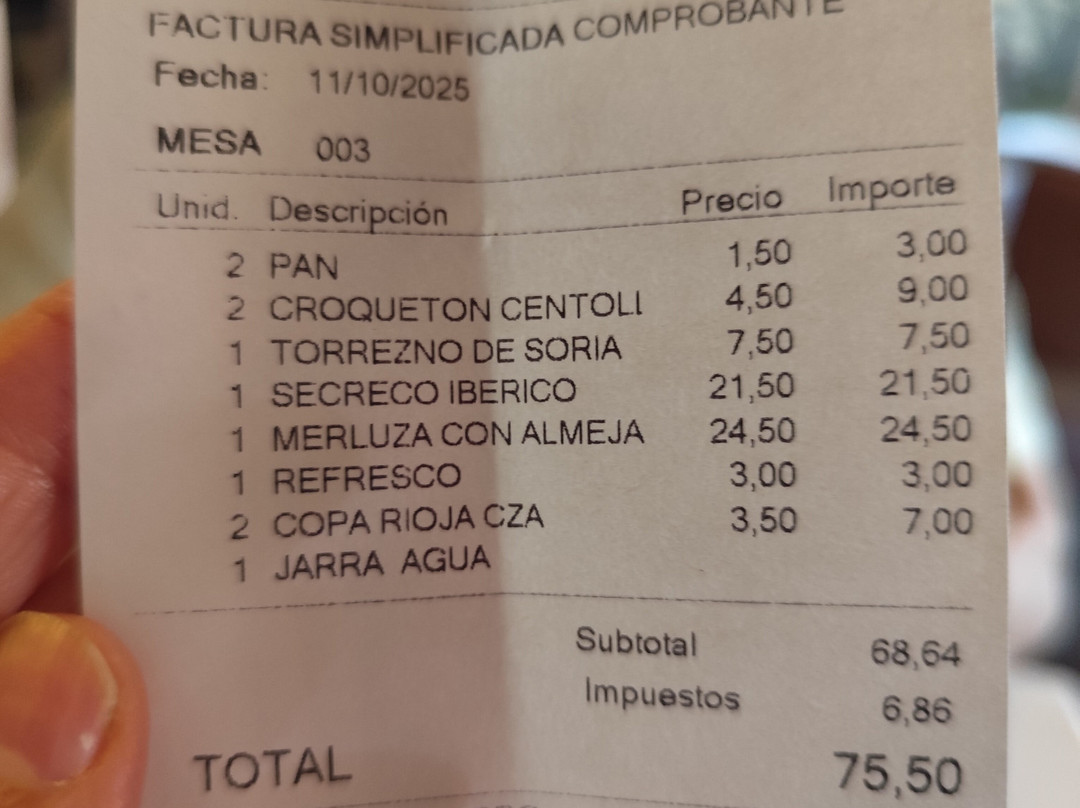 FACTURA SIMPLIFICADA COMPROBANTE
Fecha: 11/10/2025
MESA 003
Unid. Descripción Precio Importe
2 PAN 1,50 3,00
2 CROQUETON CENTOLL 4,50 9,00
1 TORREZNO DE SORIA 7,50 7,50
1 SECRECO IBERICO 21,50 21,50
1 MERLUZA CON ALMEJA 24,50 24,50
1 REFRESCO 3,00 3,00
2 COPA RIOJA CZA 3,50 7,00
1 JARRA AGUA
Subtotal 68,64
Impuestos 6,86
TOTAL 75,50